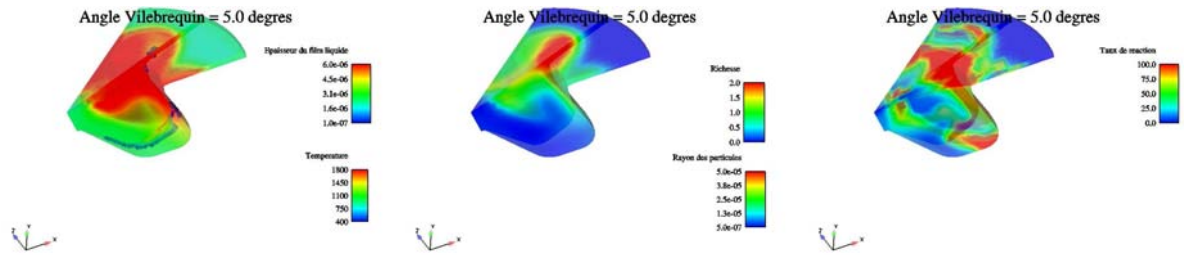 Angle Vilebrequin = 5.0 degres
Epaisseur du film liquide
6.0e-06
4.5e-06
3.1e-06
1.6e-06
1.0e-07
Temperature
1800
1450
1100
750
400
Y
Z
X
Angle Vilebrequin = 5.0 degres
Richesse
2.0
1.5
1.0
0.5
0.0
Rayon des particules
5.0e-05
3.8e-05
2.5e-05
1.3e-05
5.0e-07
Y
Z
X
Angle Vilebrequin = 5.0 degres
Taux de reaction
100.0
75.0
50.0
25.0
0.0
Y
Z
X